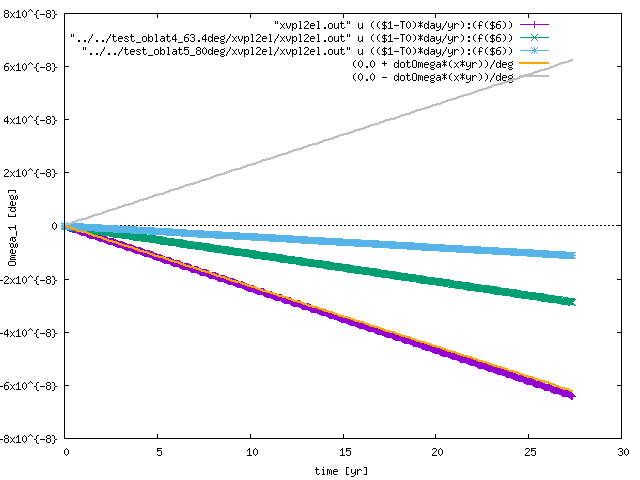 8x10^{-8}
6x10^{-8}
4x10^{-8}
2x10^{-8}
0
-2x10^{-8}
-4x10^{-8}
-6x10^{-8}
-8x10^{-8}
Omega_1 [deg]
"xvpl2el.out" u (($1-T0)*day/yr):(f($6))
"../../test_oblat4_63.4deg/xvpl2el/xvpl2el.out" u (($1-T0)*day/yr):(f($6))
"../../test_oblat5_80deg/xvpl2el/xvpl2el.out" u (($1-T0)*day/yr):(f($6))
(0.0 + dotOmega*(x*yr))/deg
(0.0 - dotOmega*(x*yr))/deg
0 5 10 15 20 25 30
time [yr]